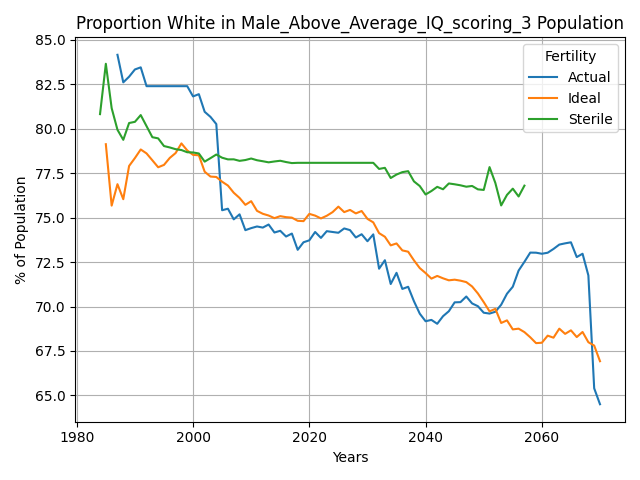 Proportion White in Male_Above_Average_IQ_scoring_3 Population
85.0
82.5
80.0
77.5
75.0
72.5
70.0
67.5
65.0
% of Population
Fertility
Actual
Ideal
Sterile
1980
2000
2020
2040
2060
Years